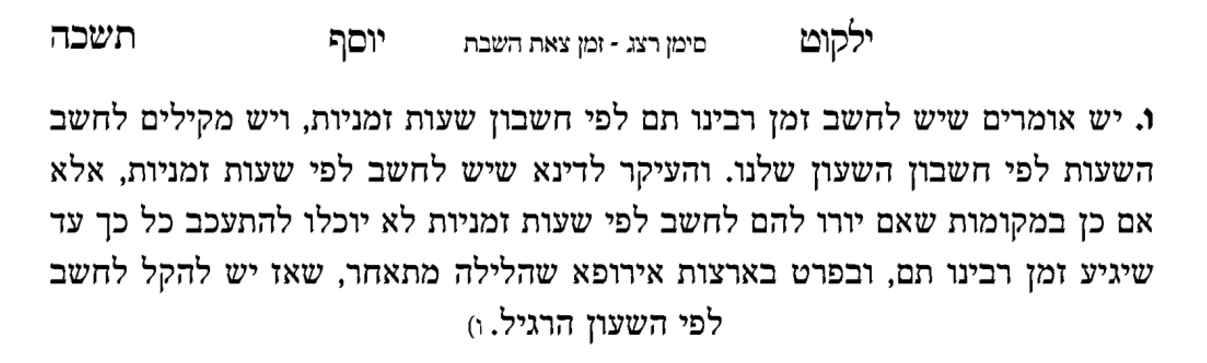 ילקוט סימן רצג - זמן צאת השבת יוסף תשכה
ו. יש אומרים שיש לחשב זמן רבינו תם לפי חשבון שעות זמניות, ויש מקילים לחשב
השעות לפי חשבון השעון שלנו. והעיקר לדינא שיש לחשב לפי שעות זמניות, אלא
אם כן במקומות שאם יורו להם לחשב לפי שעות זמניות לא יוכלו להתעכב כל כך עד
שיגיע זמן רבינו תם, ובפרט בארצות אירופא שהלילה מתאחר, שאז יש להקל לחשב
לפי השעון הרגיל. ו)